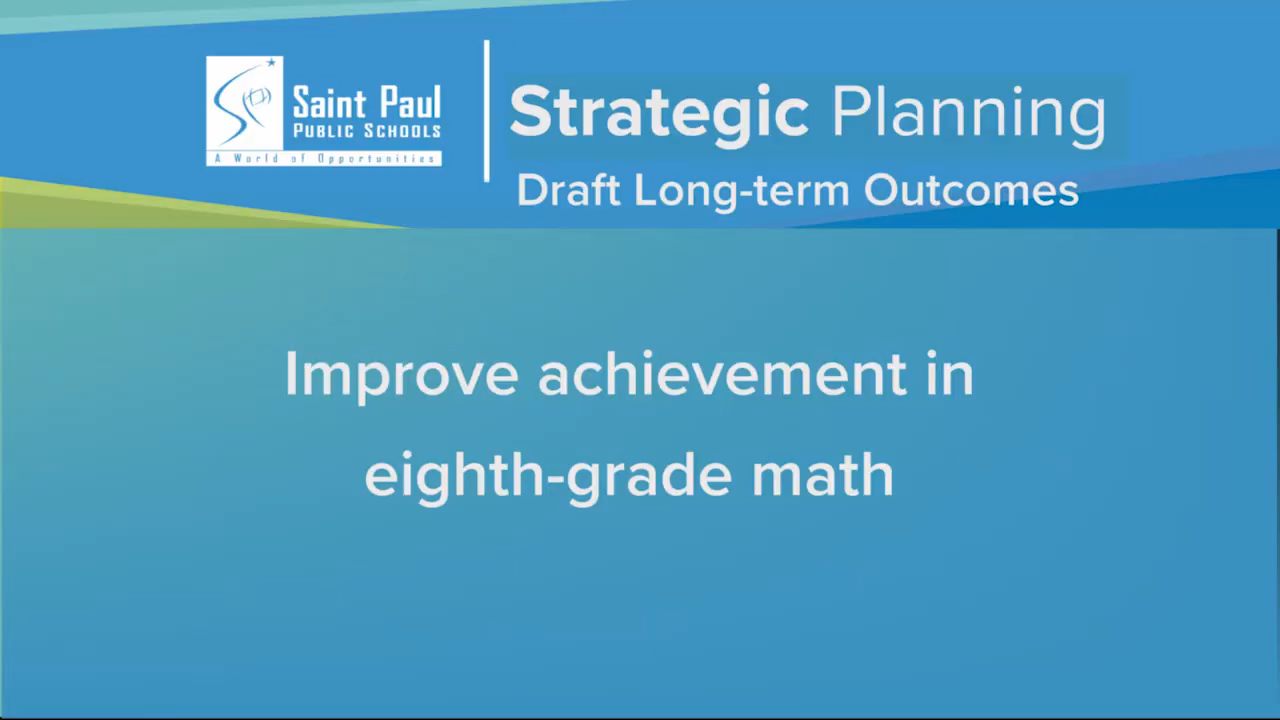 Saint Paul
Public Schools
A World of Opportunities
Strategic Planning
Draft Long-term Outcomes
Improve achievement in
eighth-grade math